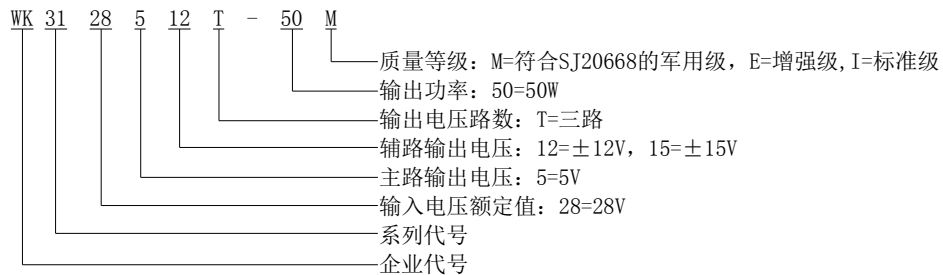 WK 31 28 5 12 T - 50 M
质量等级：M=符合SJ20668的军用级，E=增强级,I=标准级
输出功率：50=50W
输出电压路数：T=三路
辅路输出电压：12=±12V，15=±15V
主路输出电压：5=5V
输入电压额定值：28=28V
系列代号
企业代号